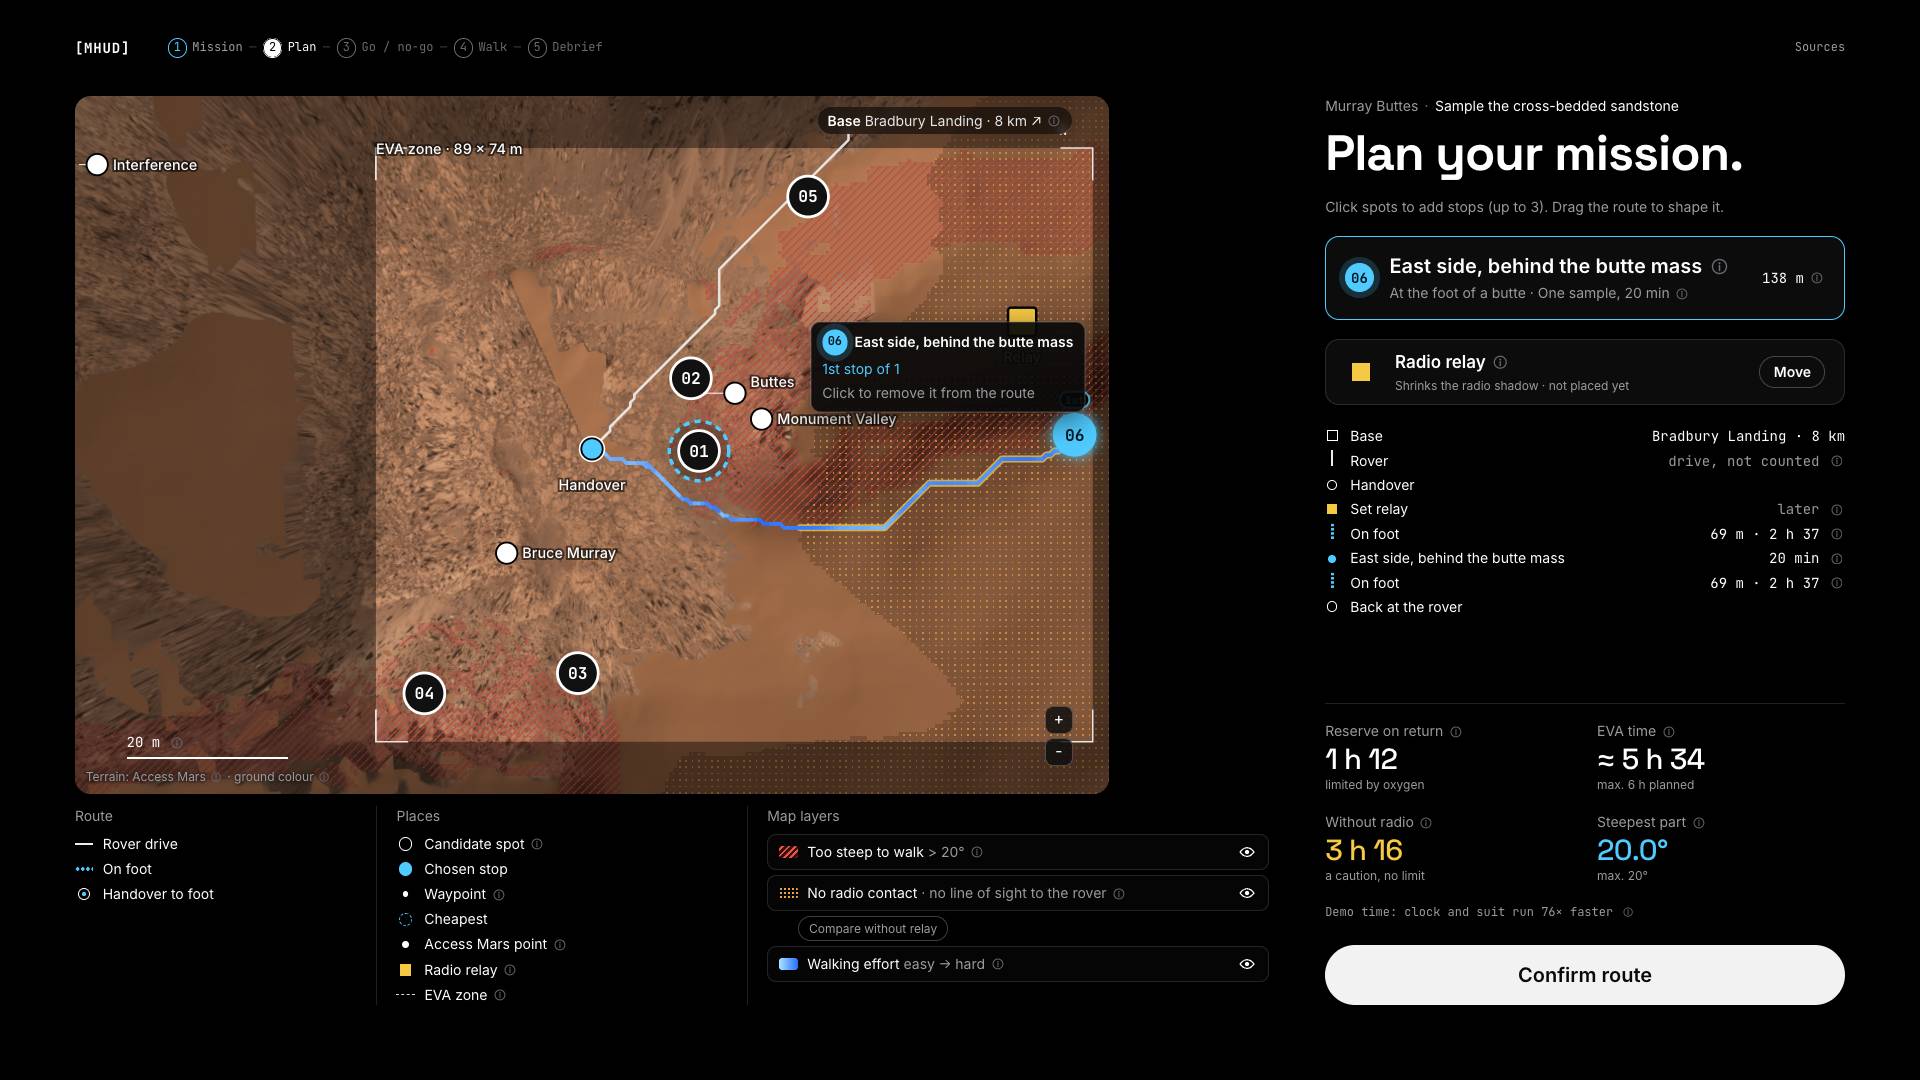 [MHUD]
1 Mission – 2 Plan – 3 Go / no-go – 4 Walk – 5 Debrief
Sources
Base Bradbury Landing · 8 km ↗
EVA zone · 89 × 74 m
Interference
05
06 East side, behind the butte mass
1st stop of 1
Click to remove it from the route
02
Buttes
Monument Valley
01
06
Handover
Bruce Murray
03
04
20 m
+
-
Terrain: Access Mars · ground colour
Route
Rover drive
On foot
Handover to foot
Places
Candidate spot
Chosen stop
Waypoint
Cheapest
Access Mars point
Radio relay
EVA zone
Map layers
Too steep to walk > 20°
No radio contact · no line of sight to the rover
Compare without relay
Walking effort easy → hard
Murray Buttes · Sample the cross-bedded sandstone
Plan your mission.
Click spots to add stops (up to 3). Drag the route to shape it.
06 East side, behind the butte mass
At the foot of a butte · One sample, 20 min
138 m
Radio relay
Shrinks the radio shadow · not placed yet
Move
Base Bradbury Landing · 8 km
Rover drive, not counted
Handover
Set relay later
On foot 69 m · 2 h 37
East side, behind the butte mass 20 min
On foot 69 m · 2 h 37
Back at the rover
Reserve on return
1 h 12
limited by oxygen
EVA time
≈ 5 h 34
max. 6 h planned
Without radio
3 h 16
a caution, no limit
Steepest part
20.0°
max. 20°
Demo time: clock and suit run 76× faster
Confirm route